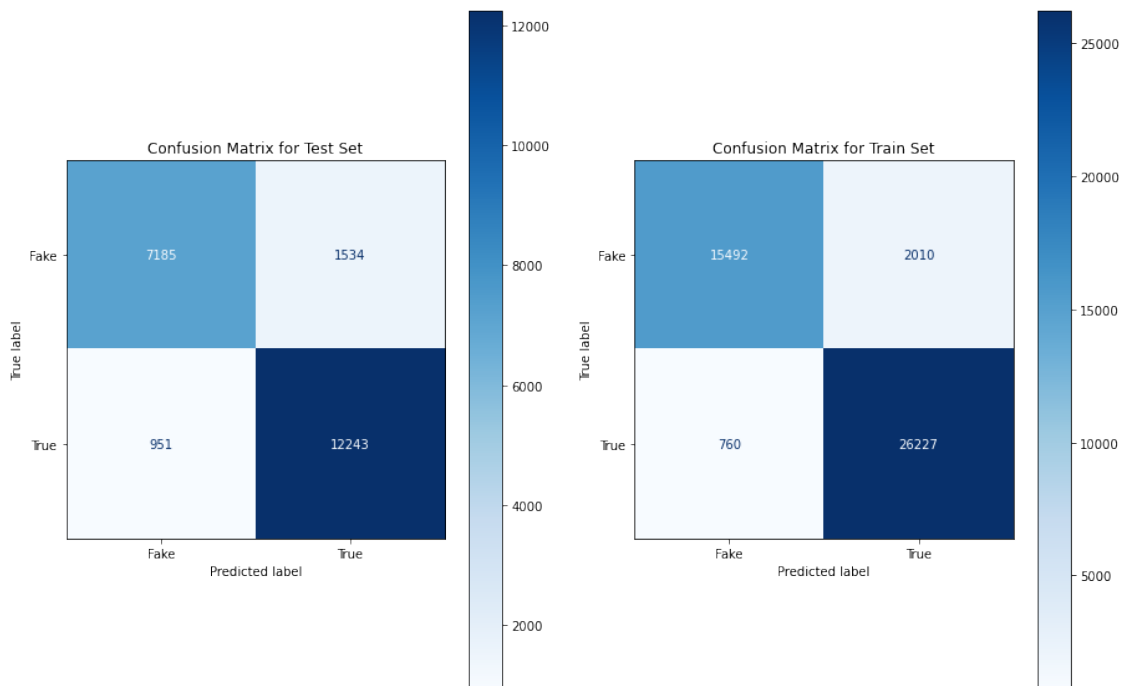 Confusion Matrix for Test Set
Fake
7185
1534
True
951
12243
Fake
True
Predicted label
True label
12000
10000
8000
6000
4000
2000
Confusion Matrix for Train Set
Fake
15492
2010
True
760
26227
Fake
True
Predicted label
True label
25000
20000
15000
10000
5000